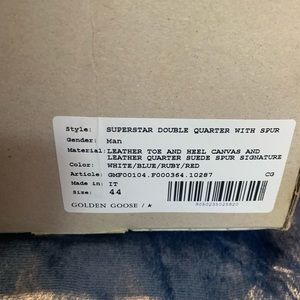 Style: SUPERSTAR DOUBLE QUARTER WITH SPUR
Gender: Man
Material: LEATHER TOE AND HEEL CANVAS AND
LEATHER QUARTER SUEDE SPUR SIGNATURE
Color: WHITE/BLUE/RUBY/RED
Article: GMF00104.F000364.10287 CG
Made in: IT
Size: 44
GOLDEN GOOSE / ★
8050235025820